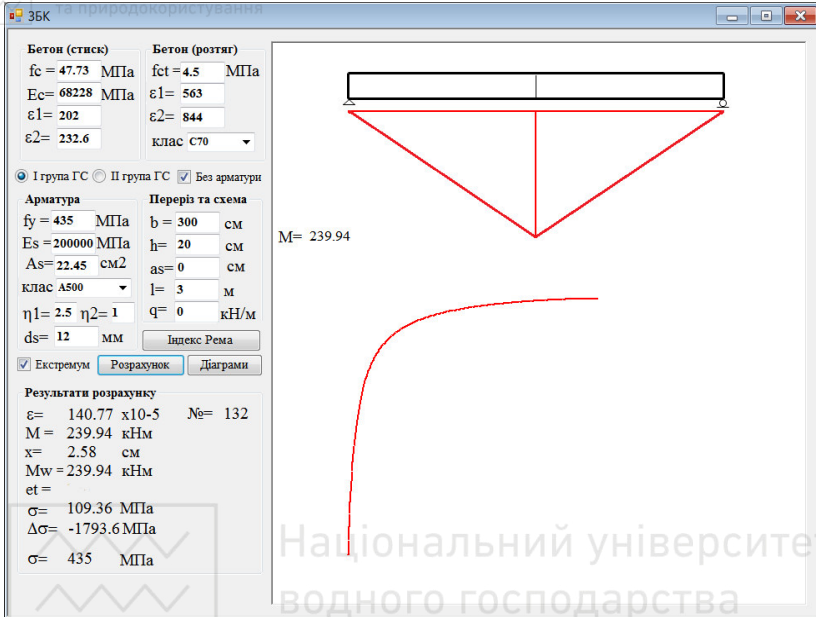 та природокористування
ЗБК
Бетон (стиск)
fc = 47.73 МПа
Ec= 68228 МПа
ε1= 202
ε2= 232.6
Бетон (розтяг)
fct = 4.5 МПа
ε1= 563
ε2= 844
клас C70
І група ГС ІІ група ГС Без арматури
Арматура
fy = 435 МПа
Es = 200000 МПа
As= 22.45 см2
клас A500
η1= 2.5 η2= 1
ds= 12 мм
Переріз та схема
b = 300 см
h= 20 см
as= 0 см
l= 3 м
q= 0 кН/м
Індекс Рема
Екстремум Розрахунок Діаграми
Результати розрахунку
ε= 140.77 x10-5 №= 132
M = 239.94 кНм
x= 2.58 см
Mw = 239.94 кНм
et =
σ= 109.36 МПа
Δσ= -1793.6 МПа
σ= 435 МПа
M= 239.94
Національний університе
водного господарства